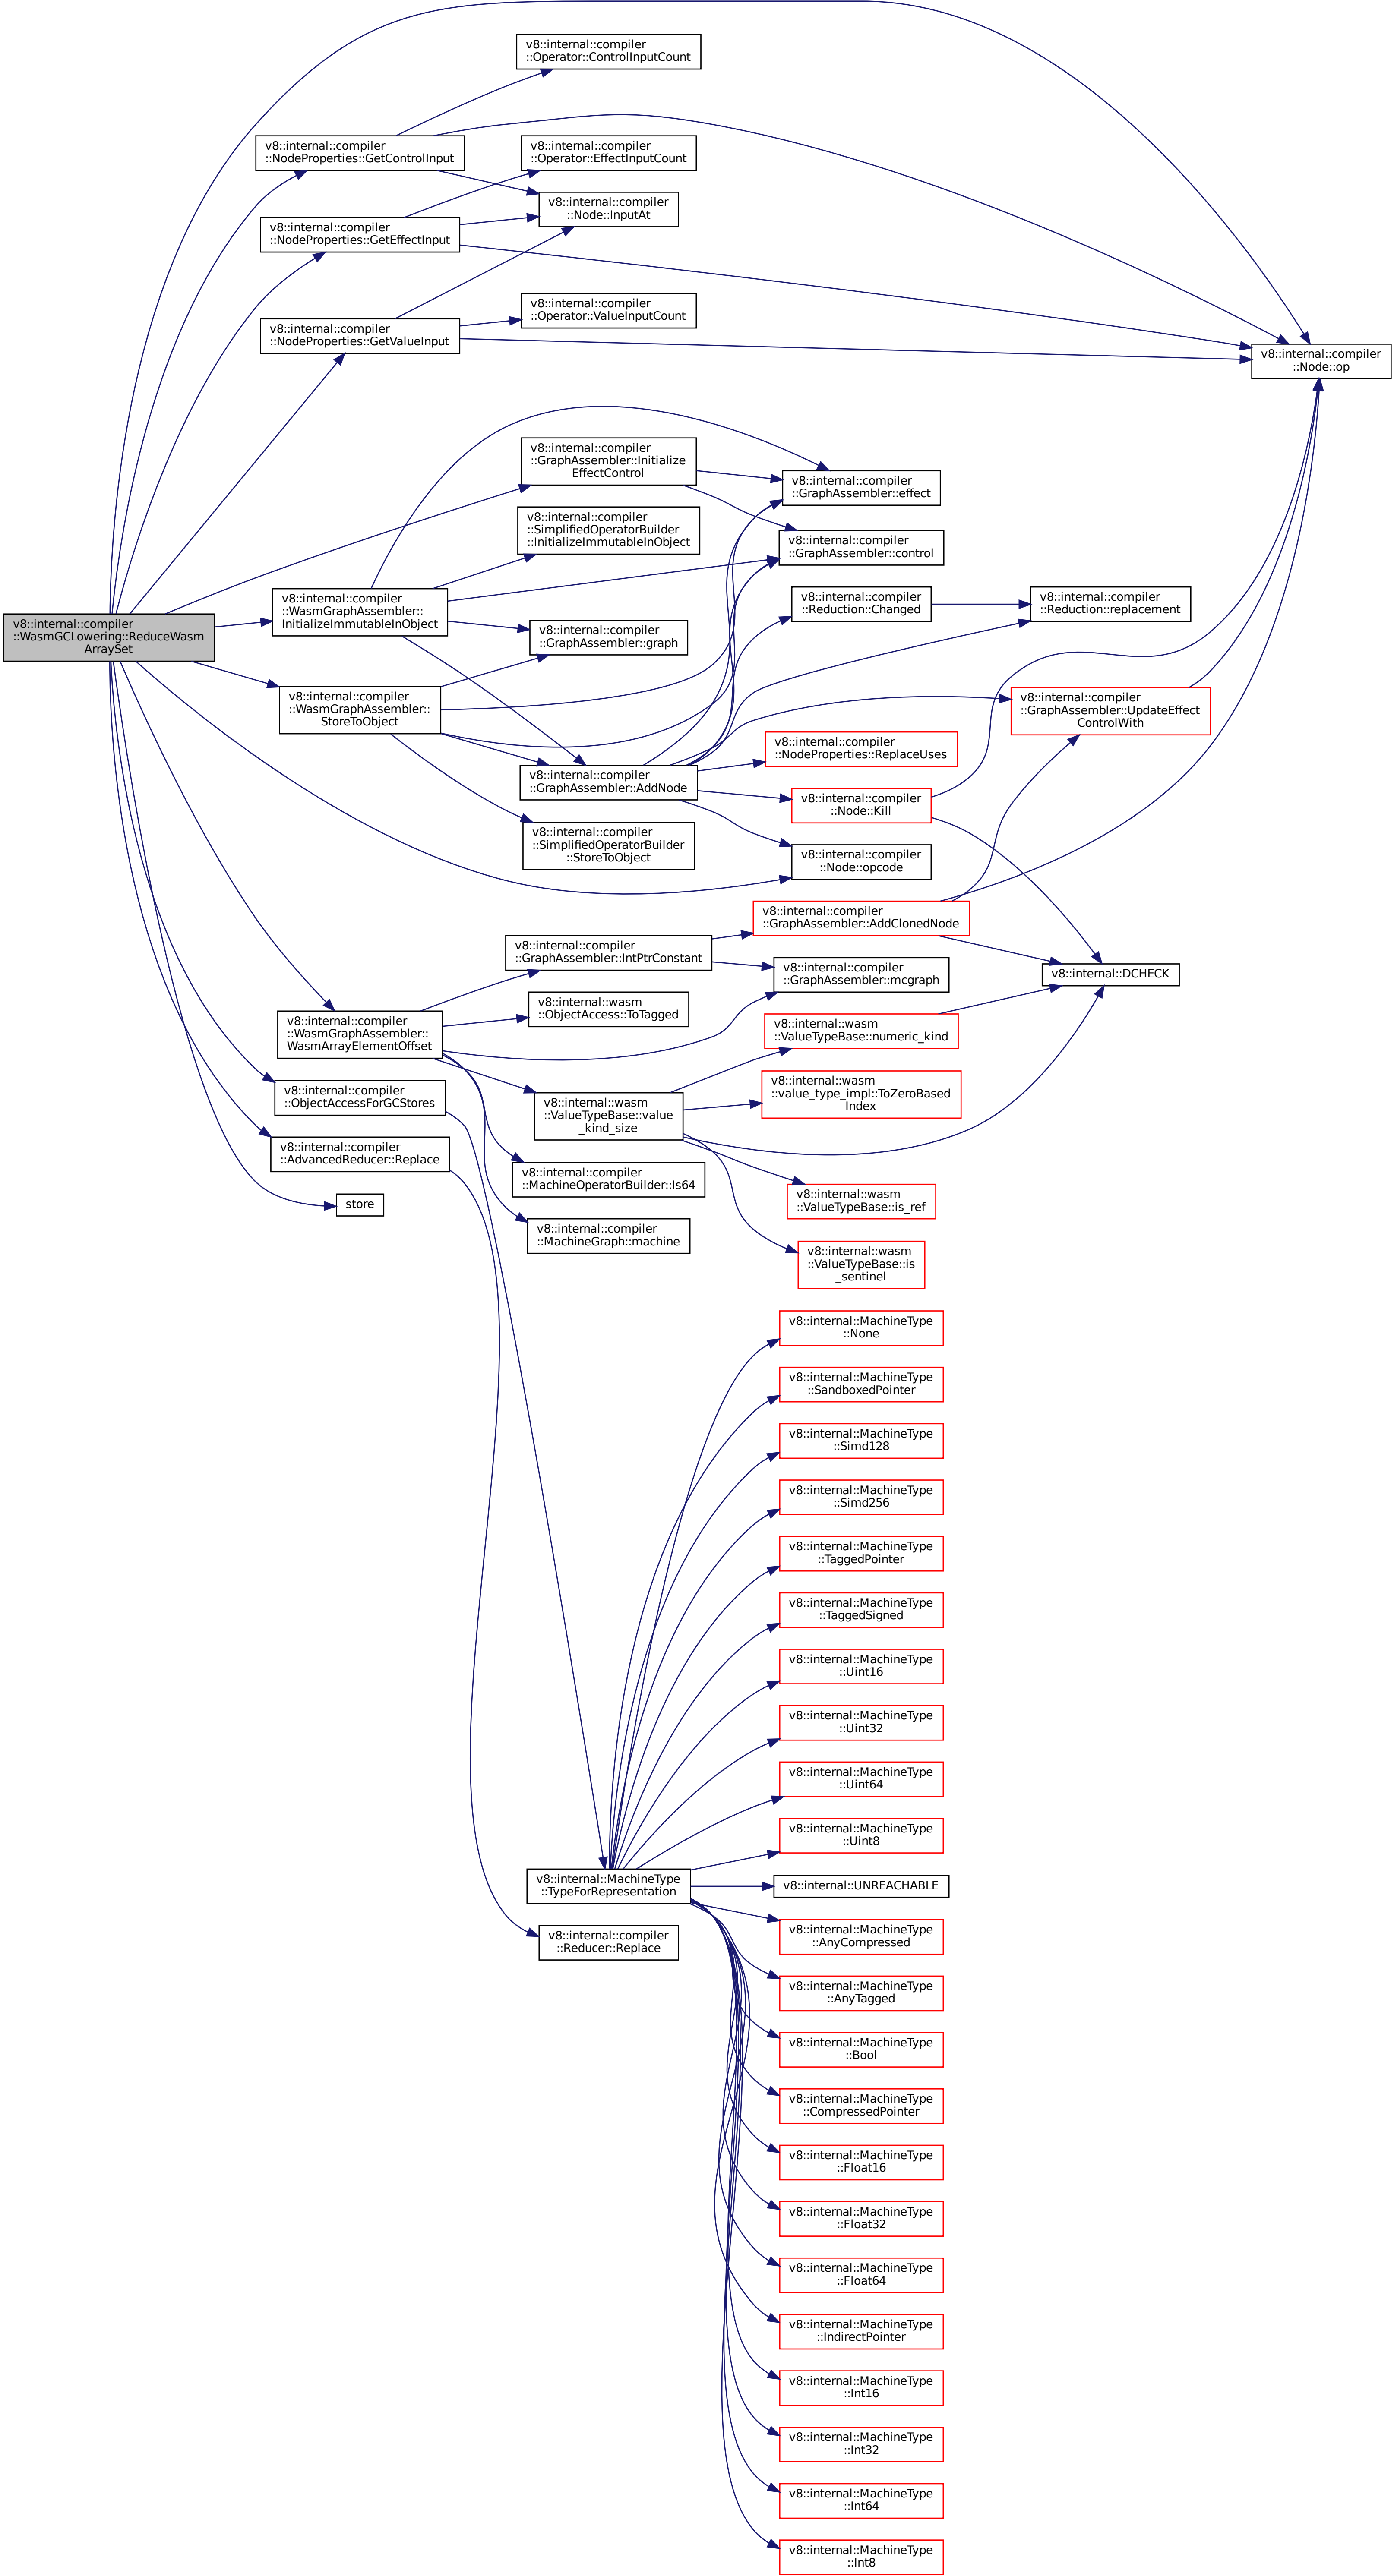 v8::internal::compiler
::Operator::ControlInputCount
v8::internal::compiler
::NodeProperties::GetControlInput
v8::internal::compiler
::Operator::EffectInputCount
v8::internal::compiler
::Node::InputAt
v8::internal::compiler
::NodeProperties::GetEffectInput
v8::internal::compiler
::Operator::ValueInputCount
v8::internal::compiler
::NodeProperties::GetValueInput
v8::internal::compiler
::Node::op
v8::internal::compiler
::GraphAssembler::Initialize
EffectControl
v8::internal::compiler
::GraphAssembler::effect
v8::internal::compiler
::SimplifiedOperatorBuilder
::InitializeImmutableInObject
v8::internal::compiler
::GraphAssembler::control
v8::internal::compiler
::WasmGraphAssembler::
InitializeImmutableInObject
v8::internal::compiler
::Reduction::Changed
v8::internal::compiler
::Reduction::replacement
v8::internal::compiler
::WasmGCLowering::ReduceWasm
ArraySet
v8::internal::compiler
::GraphAssembler::graph
v8::internal::compiler
::WasmGraphAssembler::
StoreToObject
v8::internal::compiler
::GraphAssembler::UpdateEffect
ControlWith
v8::internal::compiler
::NodeProperties::ReplaceUses
v8::internal::compiler
::GraphAssembler::AddNode
v8::internal::compiler
::Node::Kill
v8::internal::compiler
::SimplifiedOperatorBuilder
::StoreToObject
v8::internal::compiler
::Node::opcode
v8::internal::compiler
::GraphAssembler::AddClonedNode
v8::internal::compiler
::GraphAssembler::IntPtrConstant
v8::internal::compiler
::GraphAssembler::mcgraph
v8::internal::DCHECK
v8::internal::wasm
::ObjectAccess::ToTagged
v8::internal::compiler
::WasmGraphAssembler::
WasmArrayElementOffset
v8::internal::wasm
::ValueTypeBase::numeric_kind
v8::internal::compiler
::ObjectAccessForGCStores
v8::internal::wasm
::value_type_impl::ToZeroBased
Index
v8::internal::wasm
::ValueTypeBase::value
_kind_size
v8::internal::compiler
::AdvancedReducer::Replace
v8::internal::compiler
::MachineOperatorBuilder::Is64
v8::internal::wasm
::ValueTypeBase::is_ref
store
v8::internal::compiler
::MachineGraph::machine
v8::internal::wasm
::ValueTypeBase::is
_sentinel
v8::internal::MachineType
::None
v8::internal::MachineType
::SandboxedPointer
v8::internal::MachineType
::Simd128
v8::internal::MachineType
::Simd256
v8::internal::MachineType
::TaggedPointer
v8::internal::MachineType
::TaggedSigned
v8::internal::MachineType
::Uint16
v8::internal::MachineType
::Uint32
v8::internal::MachineType
::Uint64
v8::internal::MachineType
::Uint8
v8::internal::MachineType
::TypeForRepresentation
v8::internal::UNREACHABLE
v8::internal::MachineType
::AnyCompressed
v8::internal::compiler
::Reducer::Replace
v8::internal::MachineType
::AnyTagged
v8::internal::MachineType
::Bool
v8::internal::MachineType
::CompressedPointer
v8::internal::MachineType
::Float16
v8::internal::MachineType
::Float32
v8::internal::MachineType
::Float64
v8::internal::MachineType
::IndirectPointer
v8::internal::MachineType
::Int16
v8::internal::MachineType
::Int32
v8::internal::MachineType
::Int64
v8::internal::MachineType
::Int8